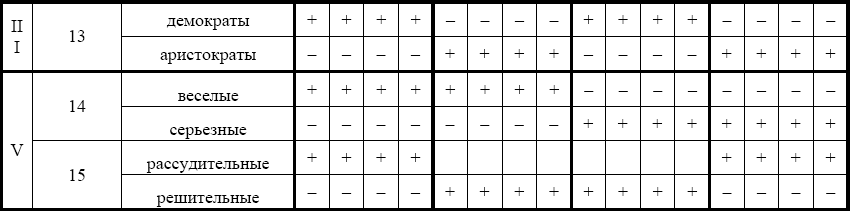 II I 13 демократы + + + + – – – – + + + + – – – –
аристократы – – – – + + + + – – – – + + + +
V 14 веселые + + + + + + + + – – – – – – – –
серьезные – – – – – – – – + + + + + + + +
15 рассудительные + + + + + + + +
решительные – – – – + + + + + + + + – – – –